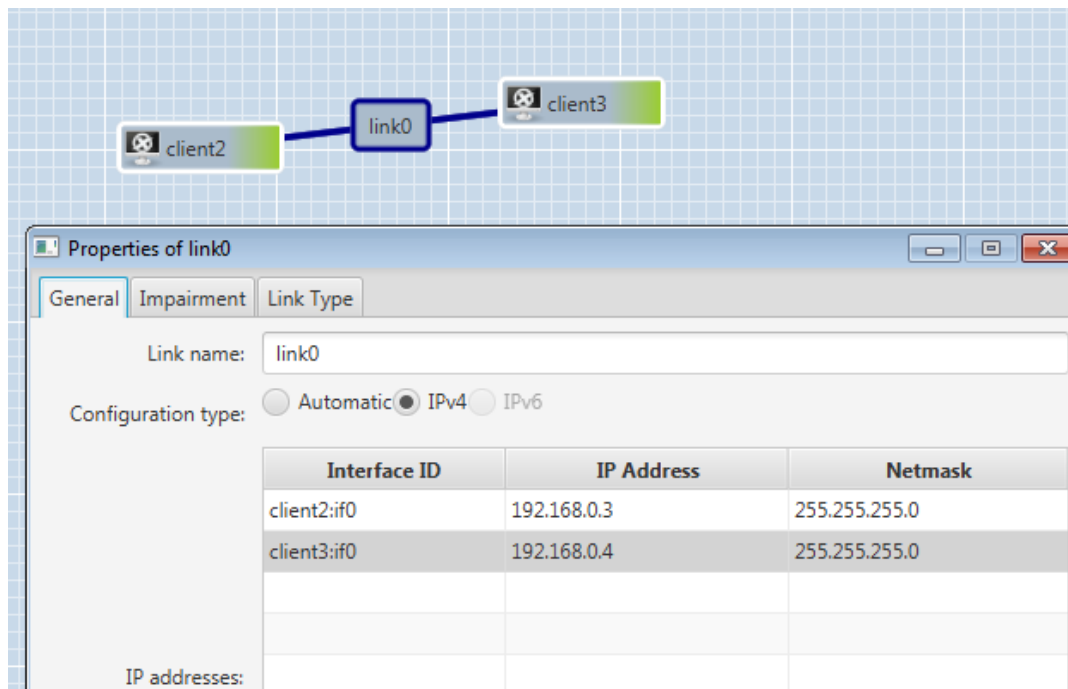 client3
link0
client2
Properties of link0
General Impairment Link Type
Link name: link0
Configuration type: Automatic IPv4 IPv6
Interface ID IP Address Netmask
client2:if0 192.168.0.3 255.255.255.0
client3:if0 192.168.0.4 255.255.255.0
IP addresses: